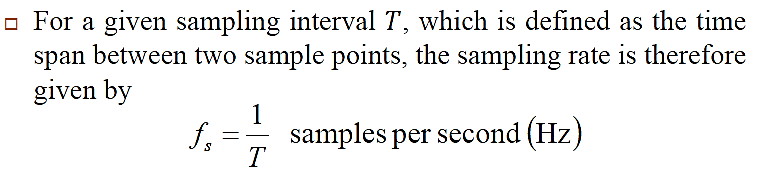 □ For a given sampling interval T, which is defined as the time
span between two sample points, the sampling rate is therefore
given by
fₛ = 1/T samples per second (Hz)